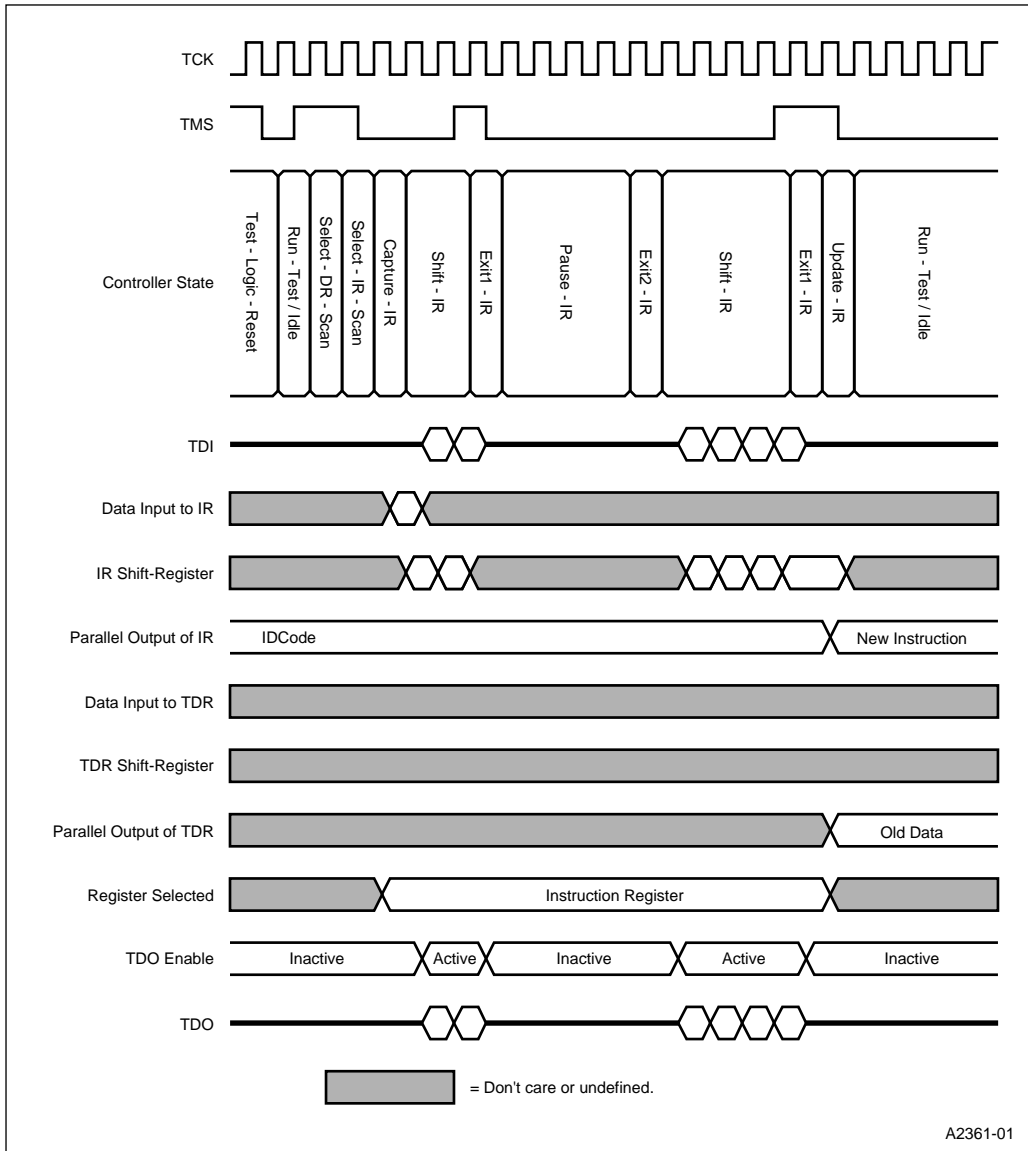 TCK
TMS
Controller State
Test - Logic - Reset
Run - Test / Idle
Select - DR - Scan
Select - IR - Scan
Capture - IR
Shift - IR
Exit1 - IR
Pause - IR
Exit2 - IR
Shift - IR
Exit1 - IR
Update - IR
Run - Test / Idle
TDI
Data Input to IR
IR Shift-Register
Parallel Output of IR
IDCode
New Instruction
Data Input to TDR
TDR Shift-Register
Parallel Output of TDR
Old Data
Register Selected
Instruction Register
TDO Enable
Inactive
Active
Inactive
Active
Inactive
TDO
= Don't care or undefined.
A2361-01